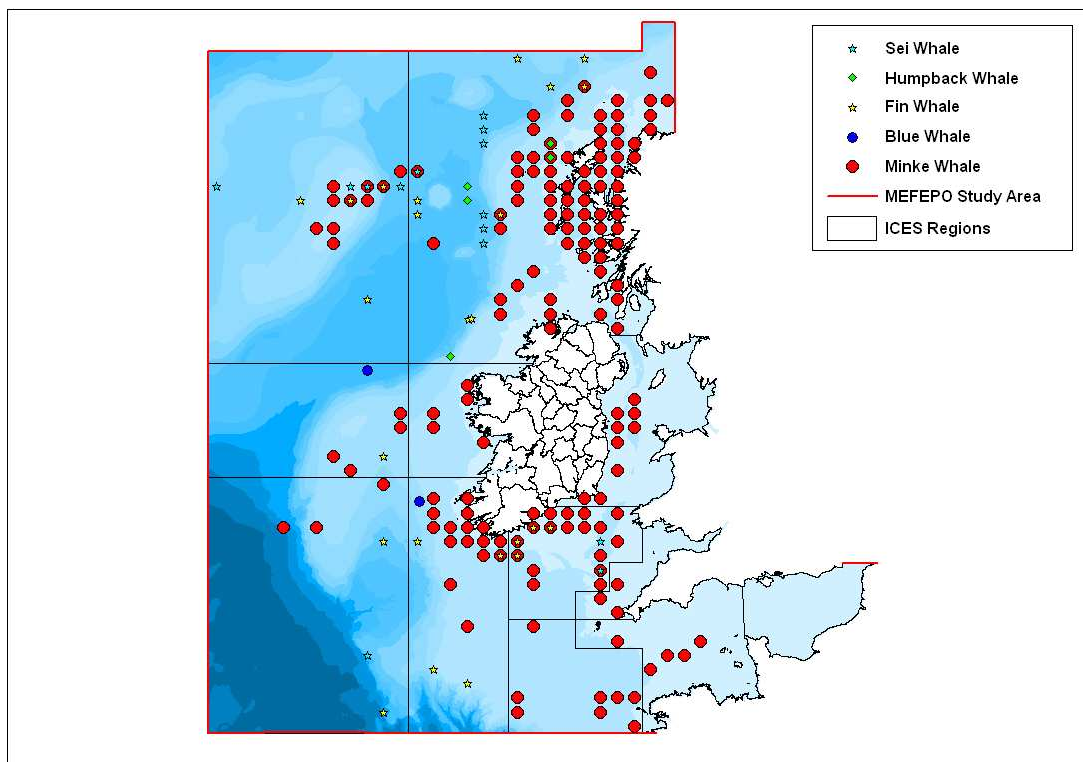 Sei Whale
Humpback Whale
Fin Whale
Blue Whale
Minke Whale
MEFEPO Study Area
ICES Regions